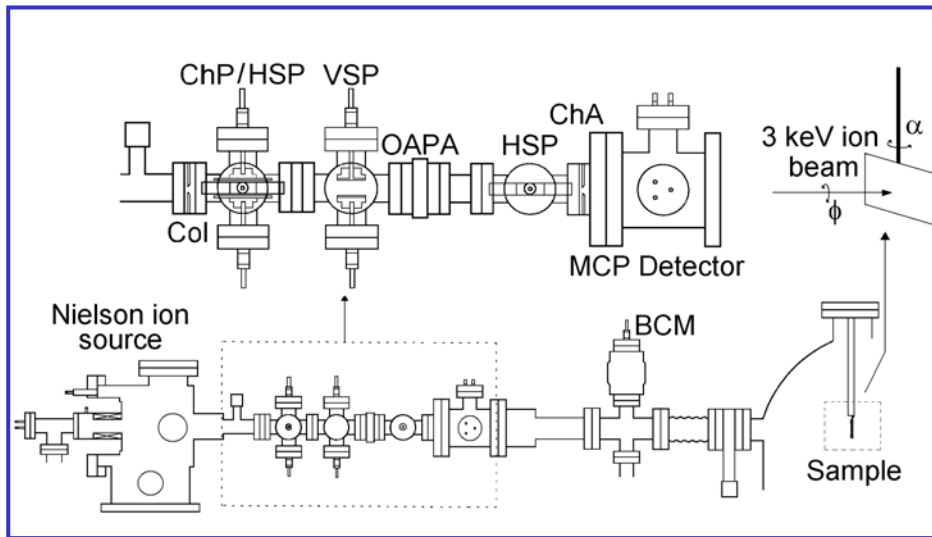 ChP/HSP
VSP
OAPA
HSP
ChA
Col
MCP Detector
3 keV ion
beam
α
ϕ
Nielson ion
source
BCM
Sample